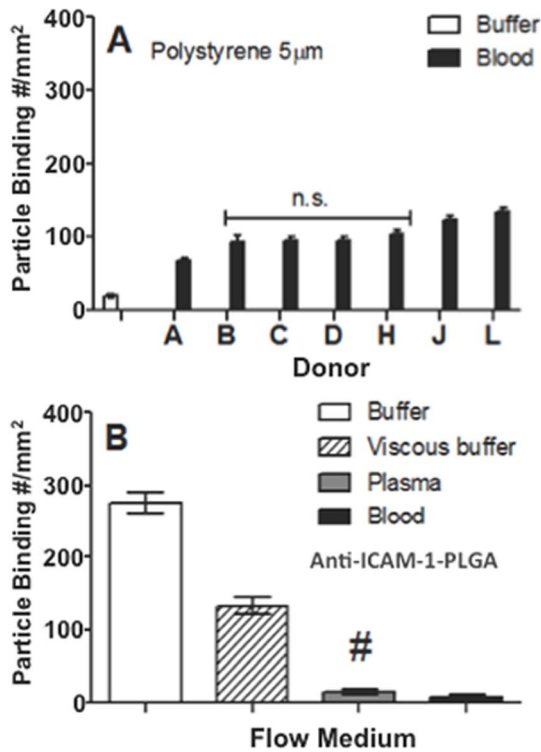 A
Polystyrene 5µm
Buffer
Blood
Particle Binding #/mm²
400
300
200
100
0
n.s.
A B C D H J L
Donor
B
Buffer
Viscous buffer
Plasma
Blood
Anti-ICAM-1-PLGA
Particle Binding #/mm²
400
300
200
100
0
#
Flow Medium